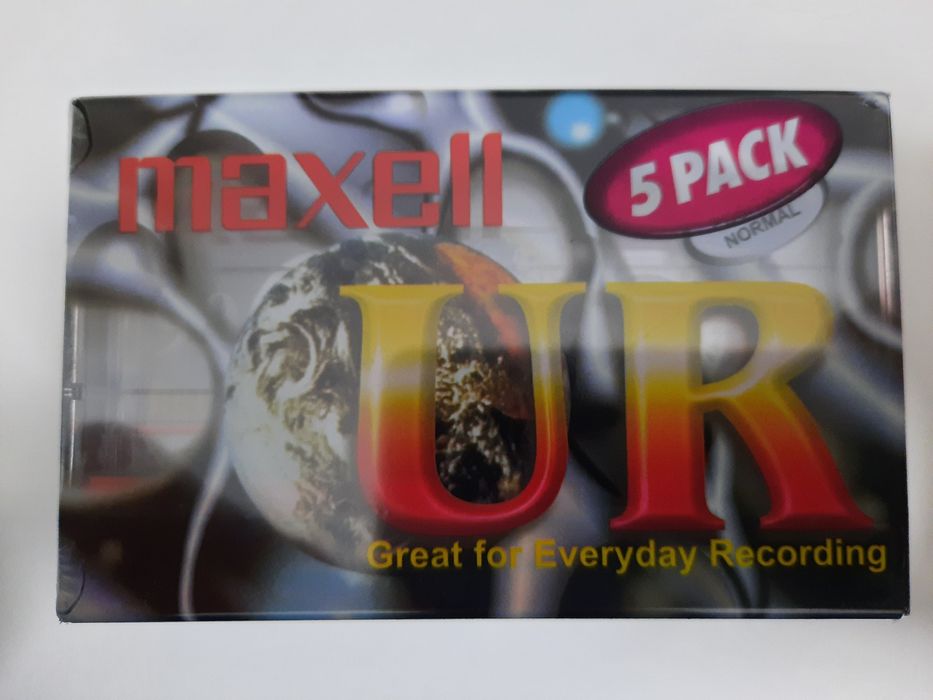 maxell
5 PACK
NORMAL
UR
Great for Everyday Recording